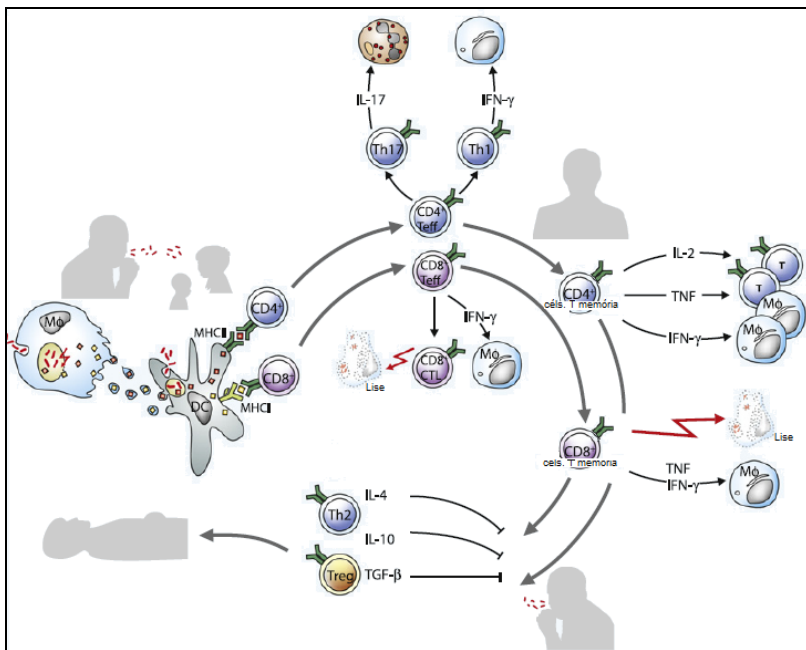 IL-17
IFN-γ
Th17
Th1
CD4⁺
Teff
CD8
Teff
IFN-γ
CD8
CTL
Mϕ
Lise
Mϕ
MHCII
CD4⁺
CD8⁺
MHCI
DC
CD4⁺
céls. T memória
IL-2
TNF
IFN-γ
T
T
Mϕ
Mϕ
CD8⁺
cels. T memoria
Lise
TNF
IFN-γ
Mϕ
Th2
IL-4
IL-10
Treg
TGF-β